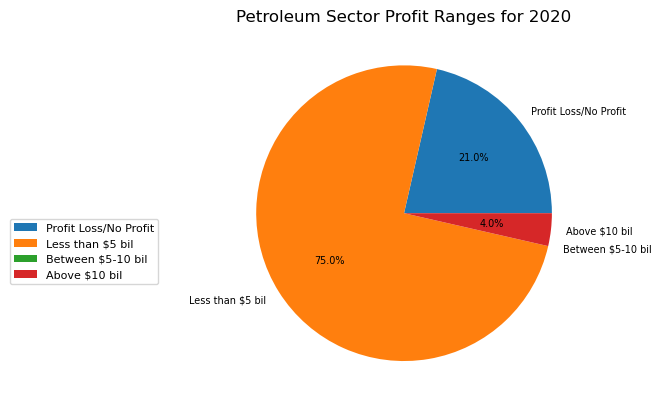 Petroleum Sector Profit Ranges for 2020
Profit Loss/No Profit
21.0%
4.0%
Above $10 bil
Between $5-10 bil
75.0%
Less than $5 bil
Profit Loss/No Profit
Less than $5 bil
Between $5-10 bil
Above $10 bil